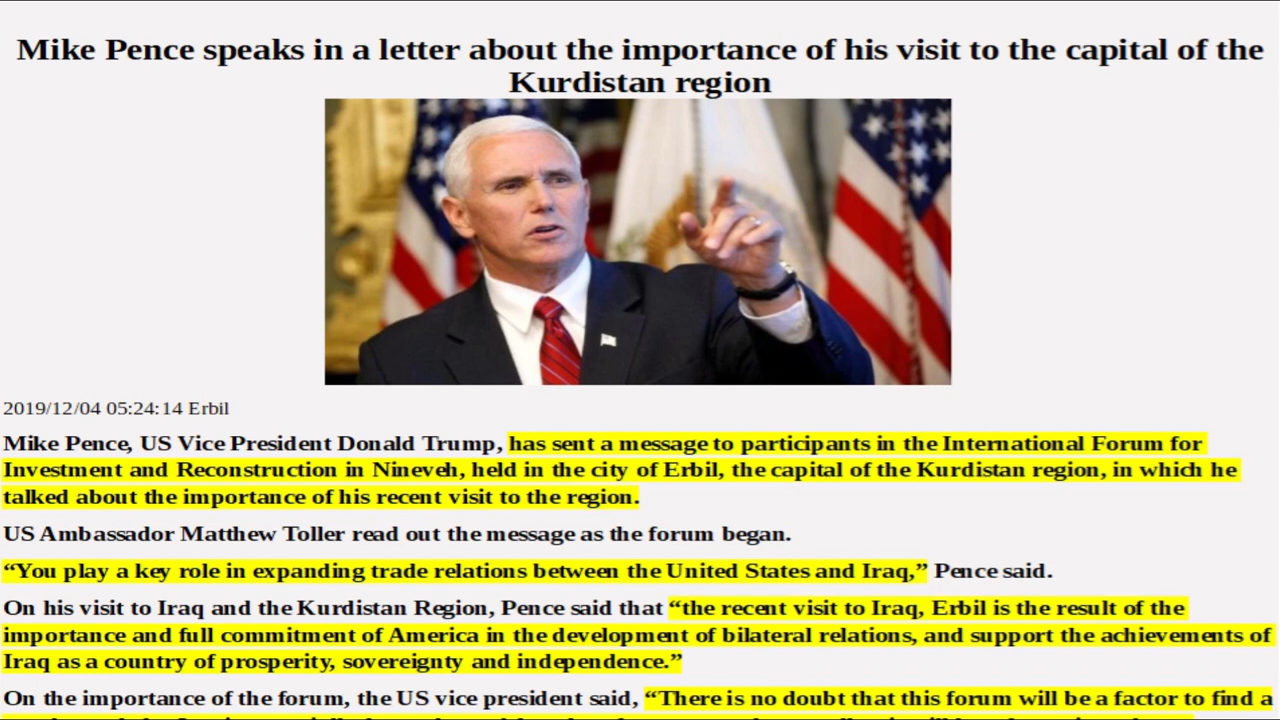 Mike Pence speaks in a letter about the importance of his visit to the capital of the
Kurdistan region
2019/12/04 05:24:14 Erbil
Mike Pence, US Vice President Donald Trump, has sent a message to participants in the International Forum for
Investment and Reconstruction in Nineveh, held in the city of Erbil, the capital of the Kurdistan region, in which he
talked about the importance of his recent visit to the region.
US Ambassador Matthew Toller read out the message as the forum began.
“You play a key role in expanding trade relations between the United States and Iraq,” Pence said.
On his visit to Iraq and the Kurdistan Region, Pence said that “the recent visit to Iraq, Erbil is the result of the
importance and full commitment of America in the development of bilateral relations, and support the achievements of
Iraq as a country of prosperity, sovereignty and independence.”
On the importance of the forum, the US vice president said, “There is no doubt that this forum will be a factor to find a